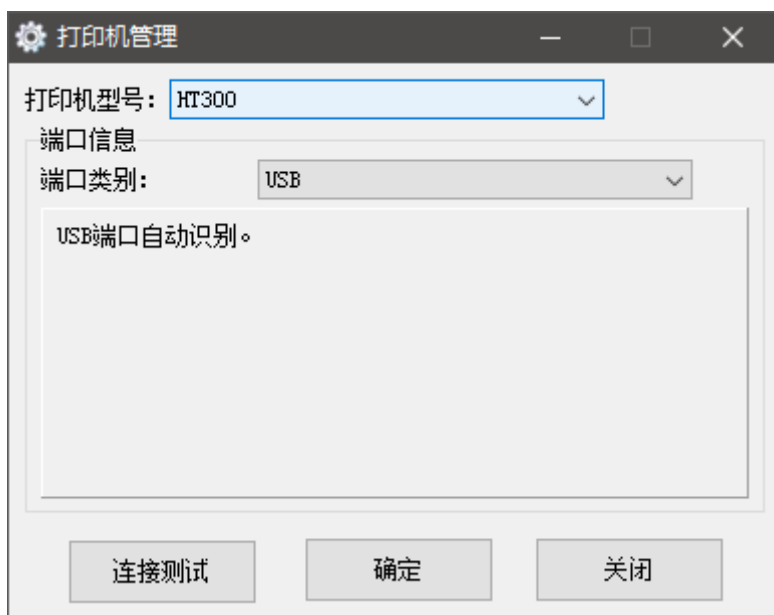 打印机管理
打印机型号: HT300
端口信息
端口类别: USB
USB端口自动识别。
连接测试 确定 关闭